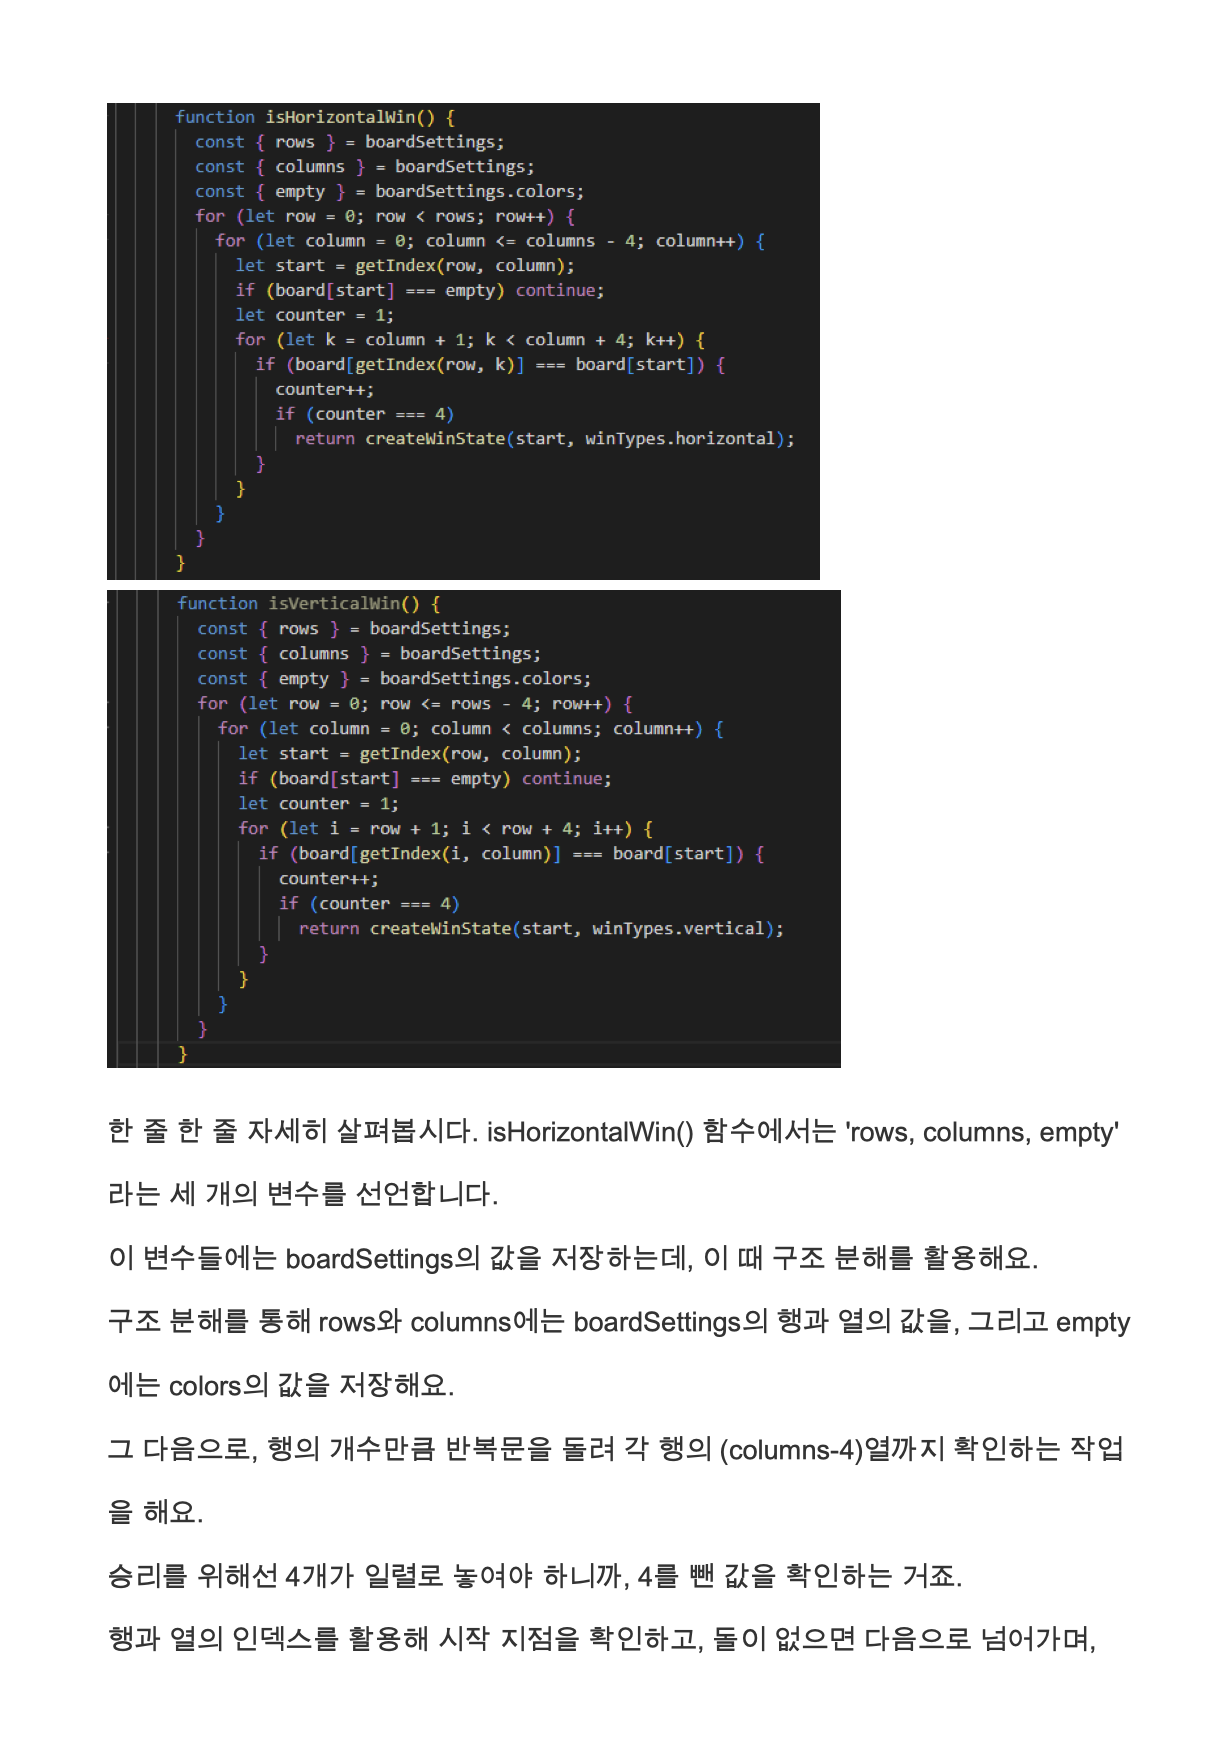 function isHorizontalWin() {
const { rows } = boardSettings;
const { columns } = boardSettings;
const { empty } = boardSettings.colors;
for (let row = 0; row < rows; row++) {
for (let column = 0; column <= columns - 4; column++) {
let start = getIndex(row, column);
if (board[start] === empty) continue;
let counter = 1;
for (let k = column + 1; k < column + 4; k++) {
if (board[getIndex(row, k)] === board[start]) {
counter++;
if (counter === 4)
return createWinState(start, winTypes.horizontal);
}
}
}
}
}
function isVerticalWin() {
const { rows } = boardSettings;
const { columns } = boardSettings;
const { empty } = boardSettings.colors;
for (let row = 0; row <= rows - 4; row++) {
for (let column = 0; column < columns; column++) {
let start = getIndex(row, column);
if (board[start] === empty) continue;
let counter = 1;
for (let i = row + 1; i < row + 4; i++) {
if (board[getIndex(i, column)] === board[start]) {
counter++;
if (counter === 4)
return createWinState(start, winTypes.vertical);
}
}
}
}
}
한 줄 한 줄 자세히 살펴봅시다. isHorizontalWin() 함수에서는 'rows, columns, empty'
라는 세 개의 변수를 선언합니다.
이 변수들에는 boardSettings의 값을 저장하는데, 이 때 구조 분해를 활용해요.
구조 분해를 통해 rows와 columns에는 boardSettings의 행과 열의 값을, 그리고 empty
에는 colors의 값을 저장해요.
그 다음으로, 행의 개수만큼 반복문을 돌려 각 행의 (columns-4)열까지 확인하는 작업
을 해요.
승리를 위해선 4개가 일렬로 놓여야 하니까, 4를 뺀 값을 확인하는 거죠.
행과 열의 인덱스를 활용해 시작 지점을 확인하고, 돌이 없으면 다음으로 넘어가며,